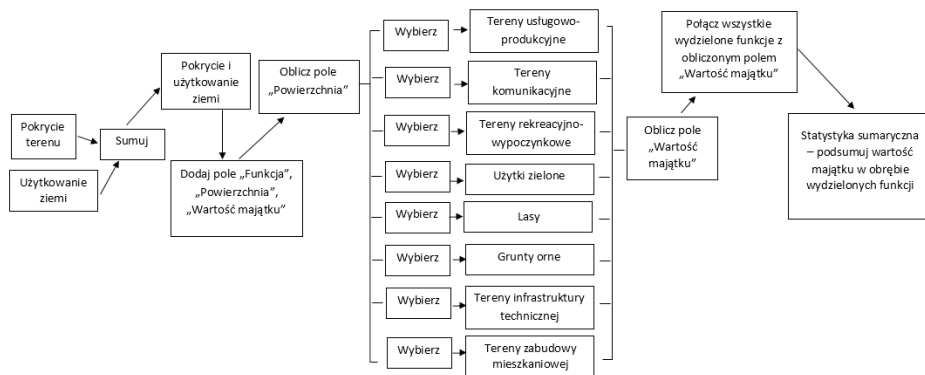 Pokrycie
terenu
Użytkowanie
ziemi
Sumuj
Pokrycie i
użytkowanie
ziemi
Dodaj pole „Funkcja”,
„Powierzchnia”,
„Wartość majątku”
Oblicz pole
„Powierzchnia”
Wybierz
Tereny usługowo-
produkcyjne
Wybierz
Tereny
komunikacyjne
Wybierz
Tereny rekreacyjno-
wypoczynkowe
Wybierz
Użytki zielone
Wybierz
Lasy
Wybierz
Grunty orne
Wybierz
Tereny infrastruktury
technicznej
Wybierz
Tereny zabudowy
mieszkaniowej
Oblicz pole
„Wartość
majątku”
Połącz wszystkie
wydzielone funkcje z
obliczonym polem
„Wartość majątku”
Statystyka sumaryczna
– podsumuj wartość
majątku w obrębie
wydzielonych funkcji